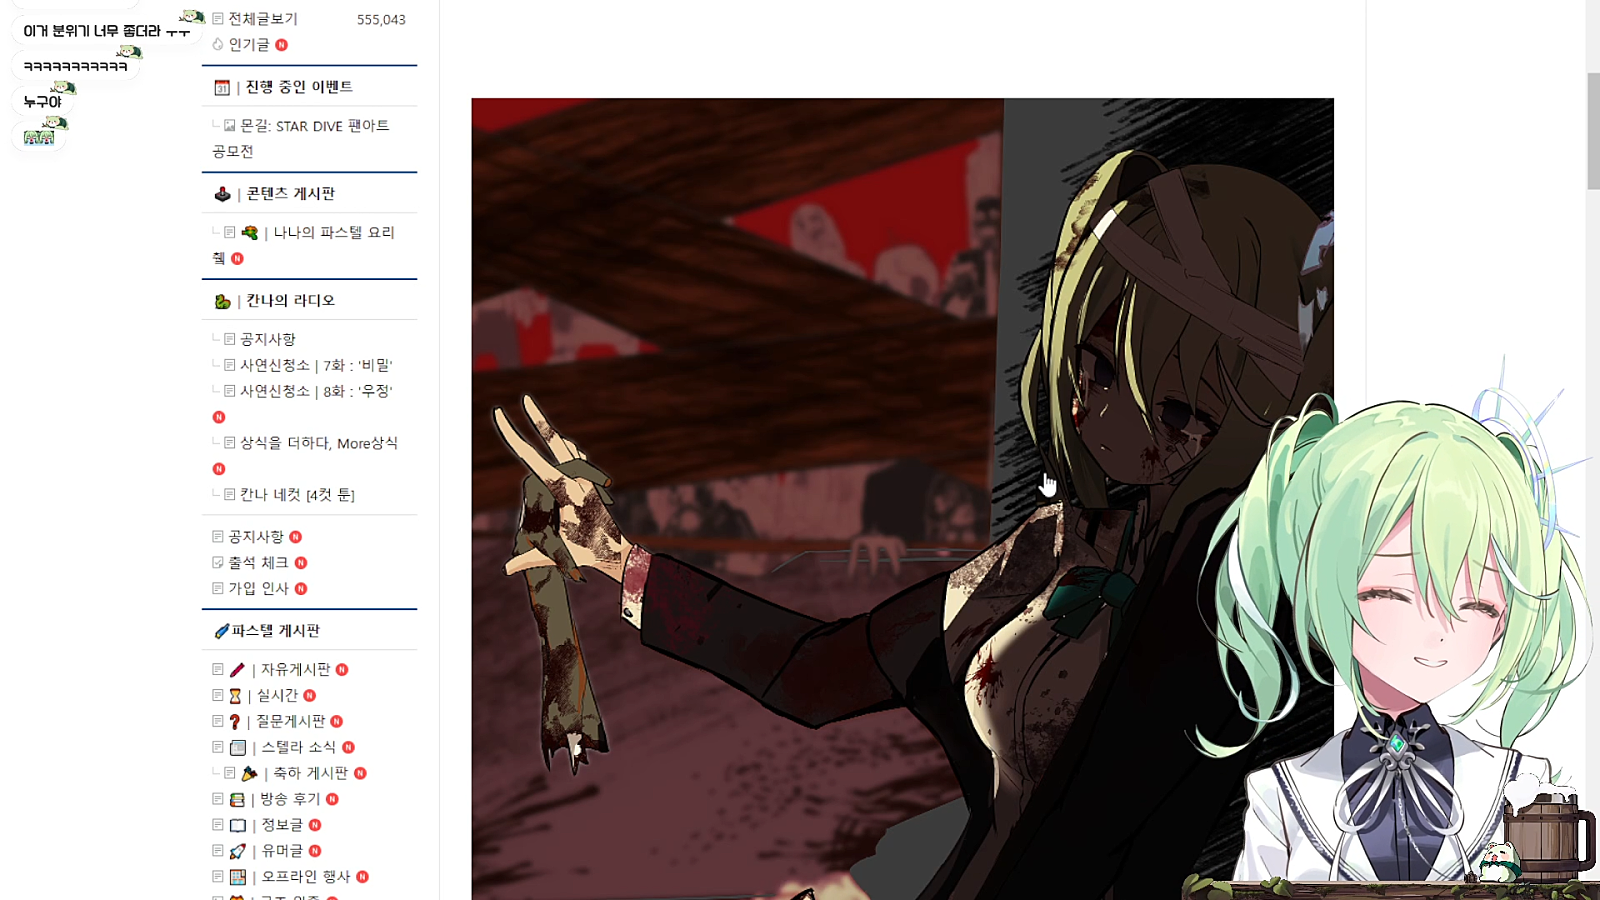 이거 분위기 너무 좋더라 ㅜㅜ
ㅋㅋㅋㅋㅋㅋㅋㅋㅋㅋㅋ
누구야
전체글보기 555,043
인기글 N
31 | 진행 중인 이벤트
몬길: STAR DIVE 팬아트
공모전
| 콘텐츠 게시판
| 나나의 파스텔 요리
췤 N
| 칸나의 라디오
공지사항
사연신청소 | 7화 : '비밀'
사연신청소 | 8화 : '우정'
N
상식을 더하다, More상식
N
칸나 네컷 [4컷 툰]
공지사항 N
출석 체크 N
가입 인사 N
파스텔 게시판
| 자유게시판 N
| 실시간 N
| 질문게시판 N
| 스텔라 소식 N
| 축하 게시판 N
| 방송 후기 N
| 정보글 N
| 유머글 N
| 오프라인 행사 N